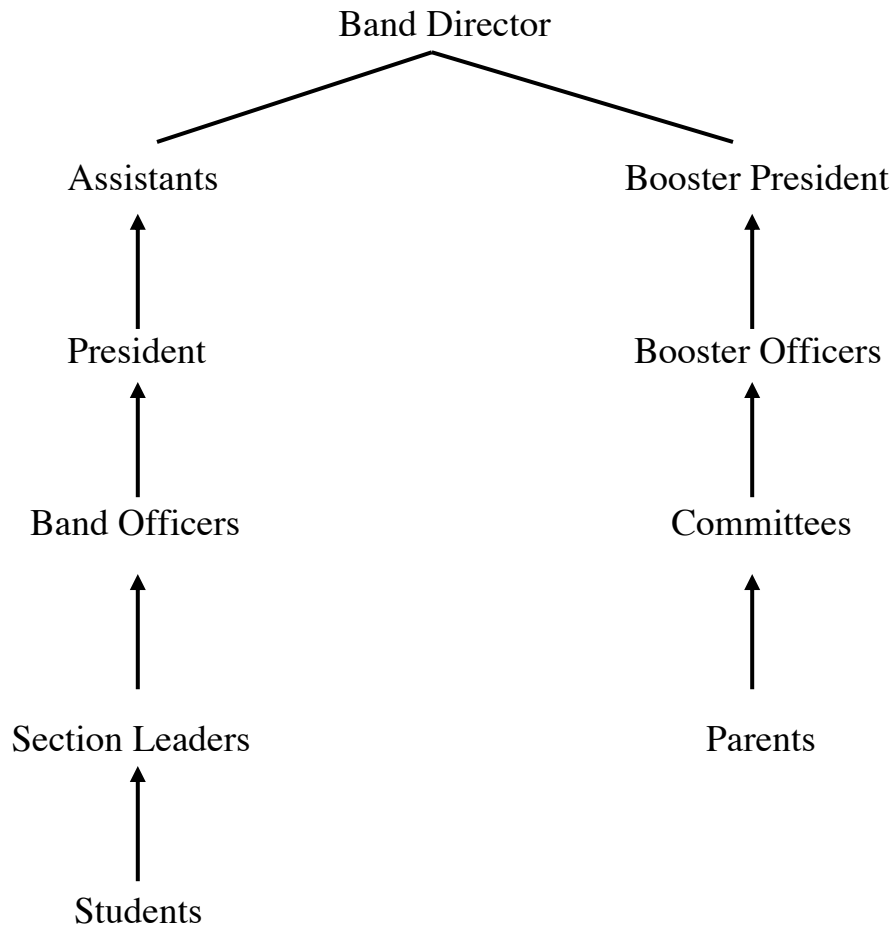 Band Director
Assistants
Booster President
President
Booster Officers
Band Officers
Committees
Section Leaders
Parents
Students